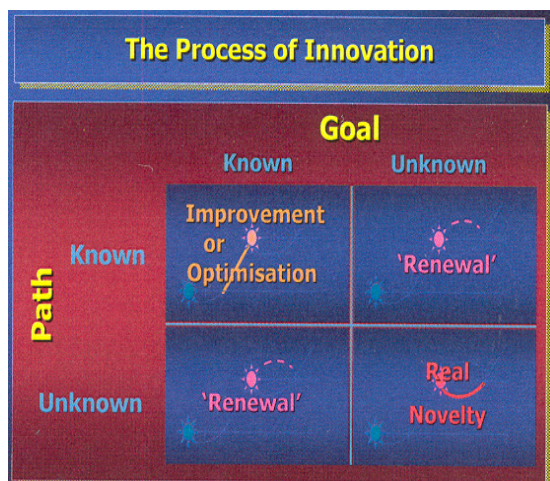 The Process of Innovation
Goal
Known
Unknown
Path
Known
Improvement
or
Optimisation
'Renewal'
Unknown
'Renewal'
Real
Novelty